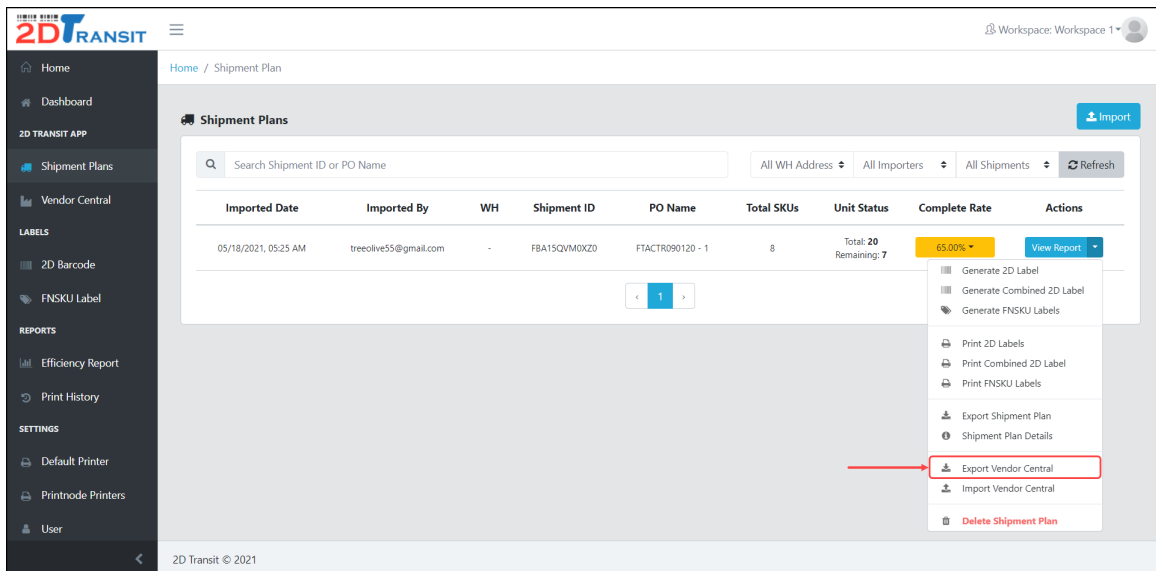 2DTRANSIT
Workspace: Workspace 1
Home
Dashboard
2D TRANSIT APP
Shipment Plans
Vendor Central
LABELS
2D Barcode
FNSKU Label
REPORTS
Efficiency Report
Print History
SETTINGS
Default Printer
Printnode Printers
User
Home / Shipment Plan
Shipment Plans
Import
Search Shipment ID or PO Name
All WH Address All Importers All Shipments Refresh
Imported Date Imported By WH Shipment ID PO Name Total SKUs Unit Status Complete Rate Actions
05/18/2021, 05:25 AM treeolive55@gmail.com - FBA15QVM0XZ0 FTACTR090120 - 1 8 Total: 20 65.00% View Report
Remaining: 7
‹ 1 ›
Generate 2D Label
Generate Combined 2D Label
Generate FNSKU Labels
Print 2D Labels
Print Combined 2D Label
Print FNSKU Labels
Export Shipment Plan
Shipment Plan Details
Export Vendor Central
Import Vendor Central
Delete Shipment Plan
2D Transit © 2021